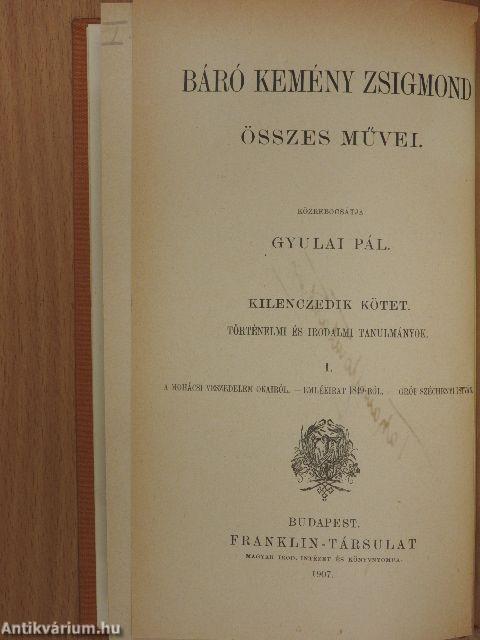 I
BÁRÓ KEMÉNY ZSIGMOND
ÖSSZES MŰVEI.
KÖZREBOCSÁTJA
GYULAI PÁL.
KILENCZEDIK KÖTET.
TÖRTÉNELMI ÉS IRODALMI TANULMÁNYOK.
I.
A MOHÁCSI VESZEDELEM OKAIRÓL. — EMLÉKIRAT 1849-RŐL. — GRÓF SZÉCHENYI ISTVÁN.
BUDAPEST.
FRANKLIN-TÁRSULAT
MAGYAR IROD. INTÉZET ÉS KÖNYVNYOMDA.
1907.
Antikvárium.hu